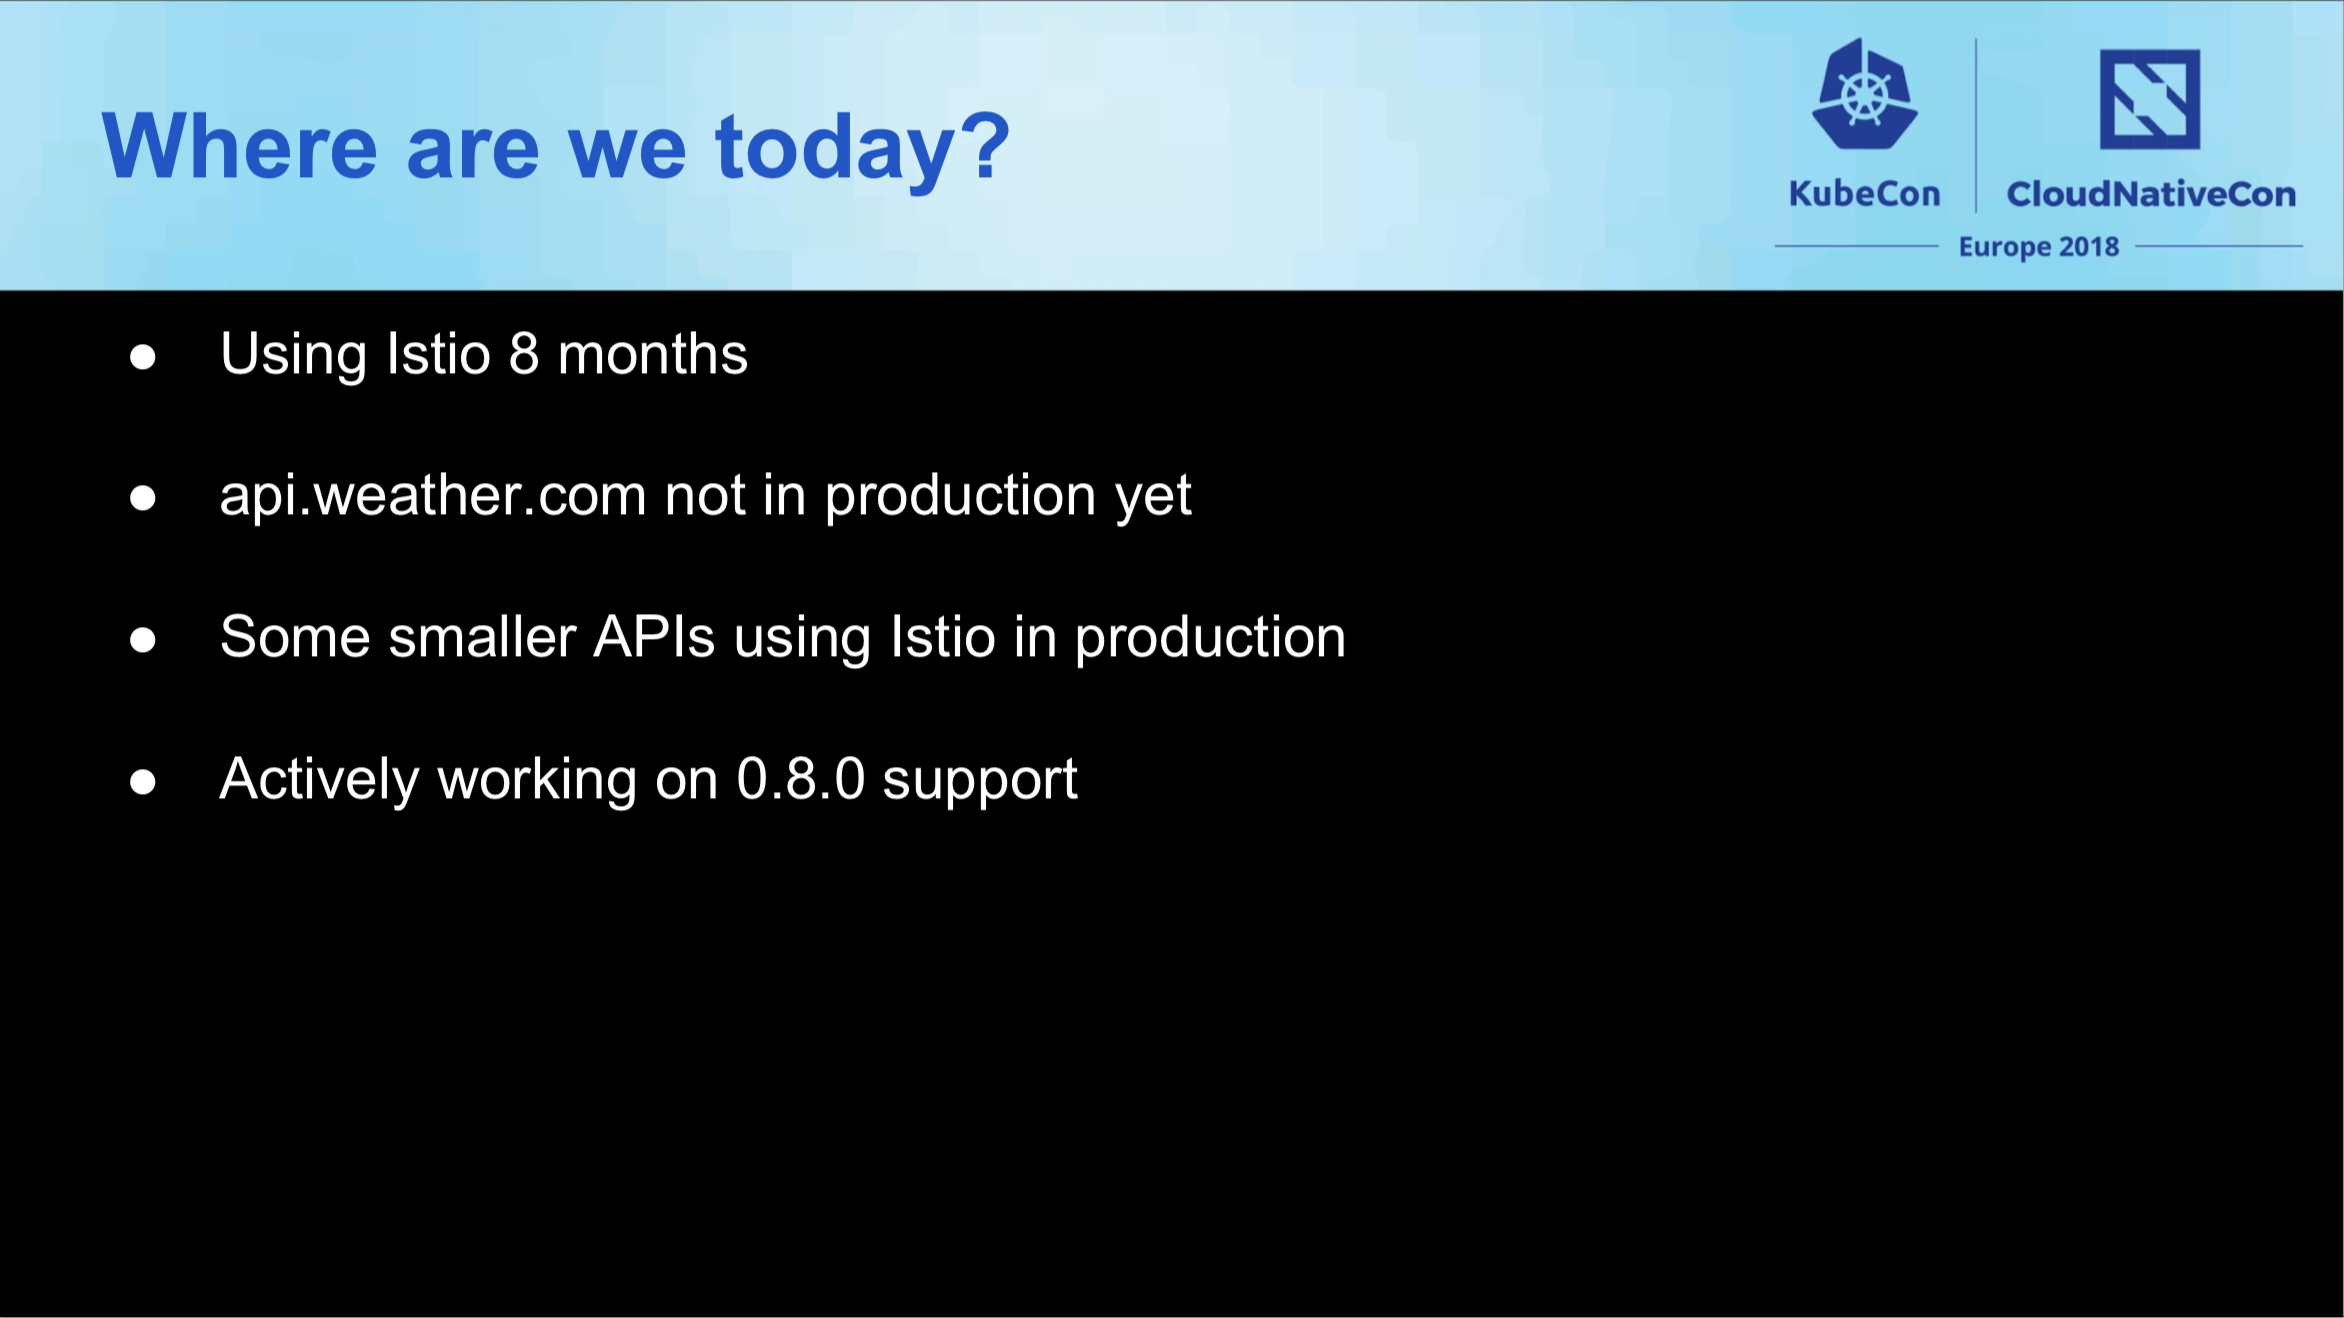 Where are we today?
KubeCon
CloudNativeCon
Europe 2018
● Using Istio 8 months
● api.weather.com not in production yet
● Some smaller APIs using Istio in production
● Actively working on 0.8.0 support